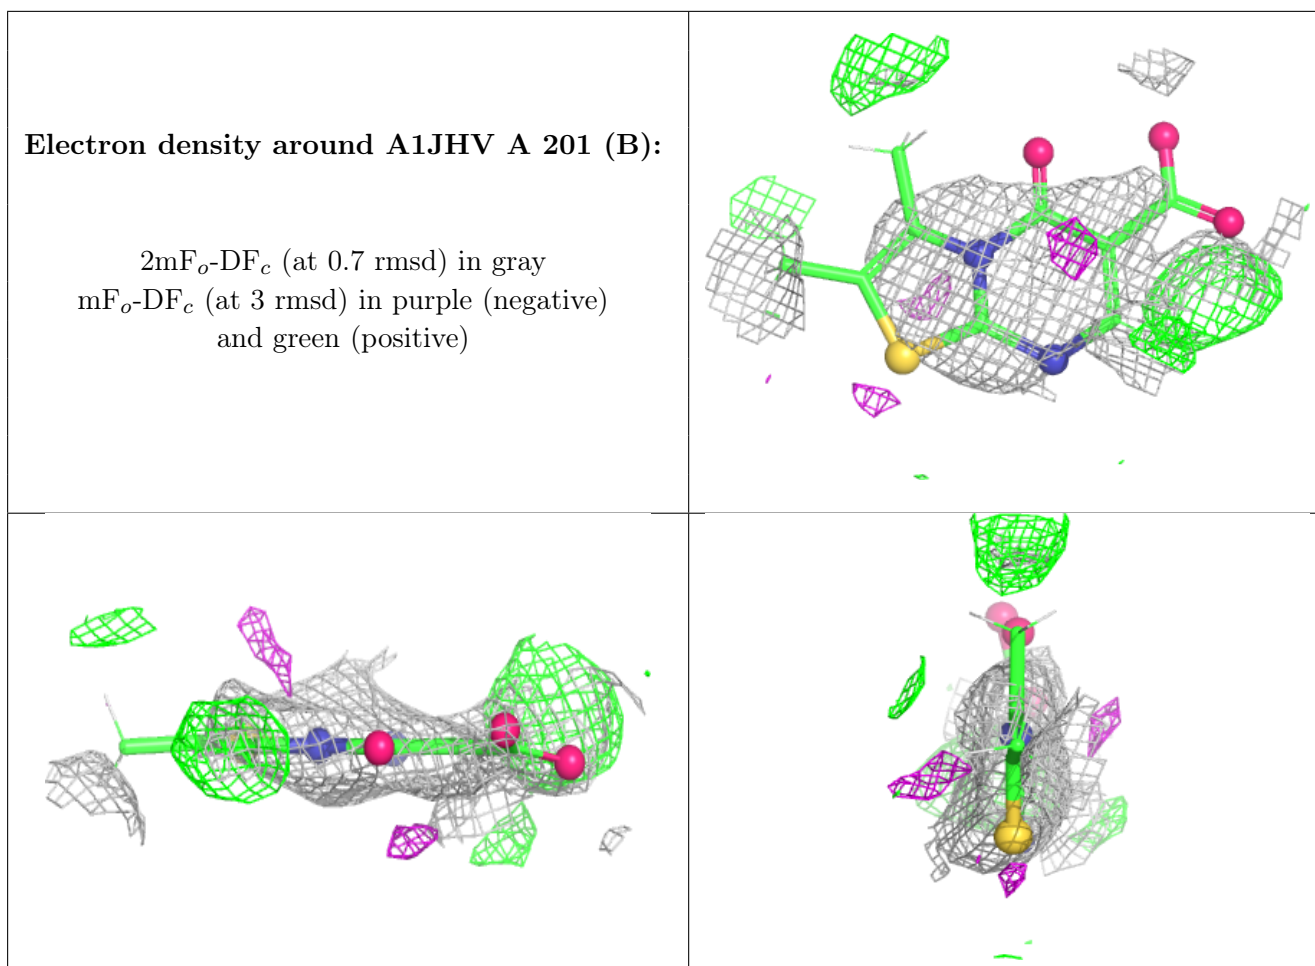 Electron density around A1JHV A 201 (B):
2mFo-DFc (at 0.7 rmsd) in gray
mFo-DFc (at 3 rmsd) in purple (negative)
and green (positive)